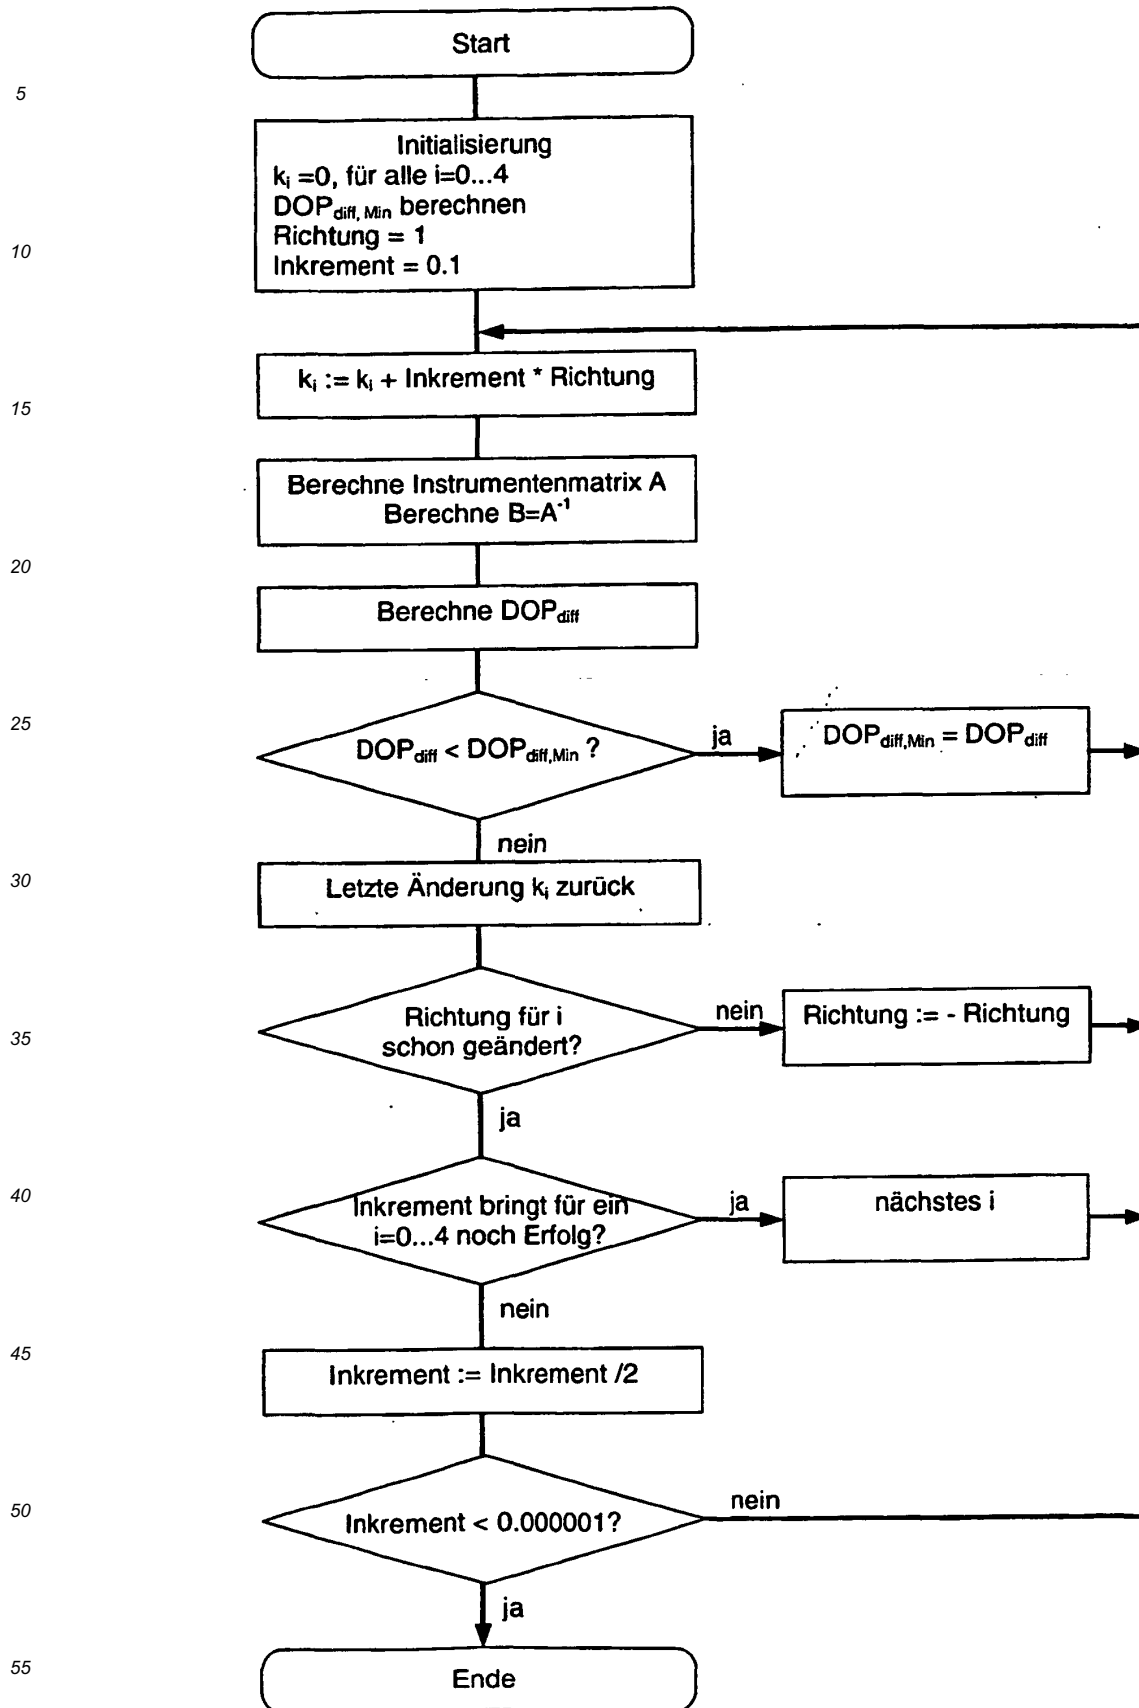 Start
5
Initialisierung
kᵢ =0, für alle i=0...4
DOP_diff, Min berechnen
Richtung = 1
10
Inkrement = 0.1
kᵢ := kᵢ + Inkrement * Richtung
15
Berechne Instrumentenmatrix A
Berechne B=A⁻¹
20
Berechne DOP_diff
25
DOP_diff < DOP_diff,Min ?
ja
DOP_diff,Min = DOP_diff
nein
30
Letzte Änderung kᵢ zurück
Richtung für i
schon geändert?
nein
Richtung := - Richtung
35
ja
40
Inkrement bringt für ein
i=0...4 noch Erfolg?
ja
nächstes i
nein
45
Inkrement := Inkrement /2
50
Inkrement < 0.000001?
nein
ja
55
Ende